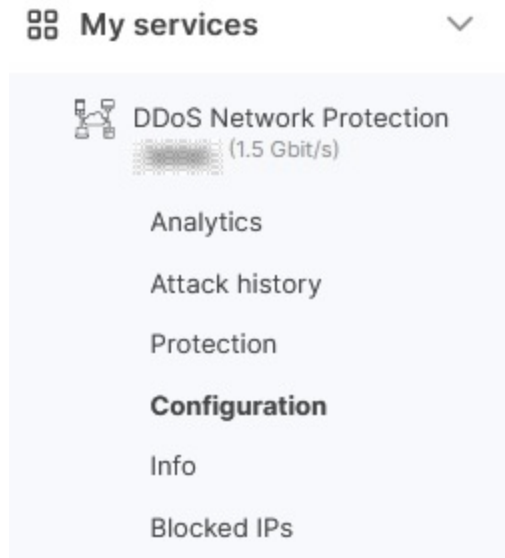 My services
DDoS Network Protection
(1.5 Gbit/s)
Analytics
Attack history
Protection
Configuration
Info
Blocked IPs